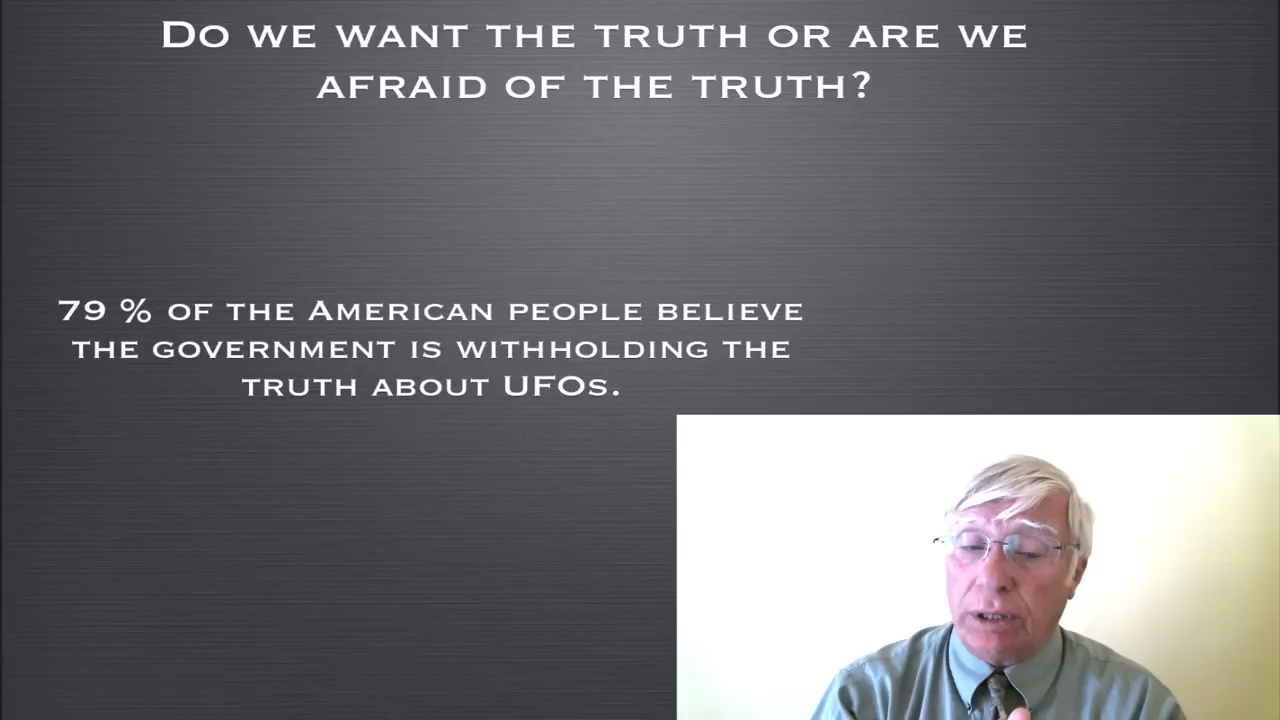 Do we want the truth or are we
afraid of the truth?
79 % of the American people believe
the government is withholding the
truth about UFOs.